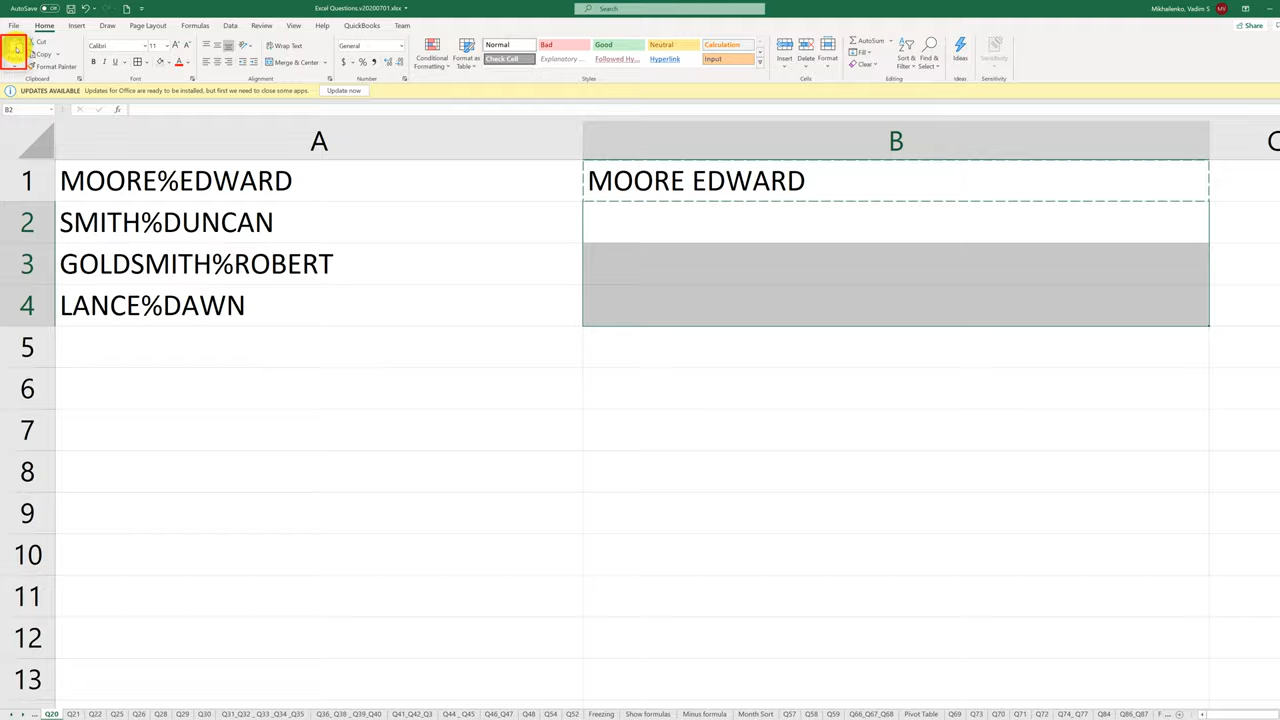 AutoSave Off Excel Questions.v20200701.xlsx Search Mikhailenko, Vadim S VM
File Home Insert Draw Page Layout Formulas Data Review View Help QuickBooks Team Share
Cut Calibri 11 Wrap Text General Normal Bad Good Neutral Calculation AutoSum
Copy Conditional Format as Insert Delete Format Fill Sort & Find & Ideas Sensitivity
Format Painter B I U Merge & Center $ % Formatting Table Check Cell Explanatory ... Followed Hy... Hyperlink Input Clear Filter Select
Clipboard Font Alignment Number Styles Cells Editing Ideas Sensitivity
UPDATES AVAILABLE Updates for Office are ready to be installed, but first we need to close some apps. Update now
B2 fx
A B C
1 MOORE%EDWARD MOORE EDWARD
2 SMITH%DUNCAN
3 GOLDSMITH%ROBERT
4 LANCE%DAWN
5
6
7
8
9
10
11
12
13
... Q20 Q21 Q22 Q25 Q26 Q28 Q29 Q30 Q31_Q32_Q33_Q34_Q35 Q36_Q38_Q39_Q40 Q41_Q42_Q3 Q44_Q45 Q46_Q47 Q48 Q54 Q52 Freezing Show formulas Minus formula Month Sort Q57 Q58 Q59 Q66_Q67_Q68 Pivot Table Q69 Q73 Q70 Q71 Q72 Q74_Q77 Q84 Q86_Q87 F ...